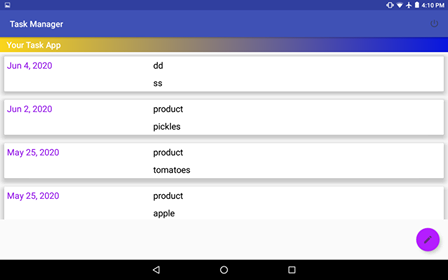 4:10 PM
Task Manager
Your Task App
Jun 4, 2020
dd
ss
Jun 2, 2020
product
pickles
May 25, 2020
product
tomatoes
May 25, 2020
product
apple